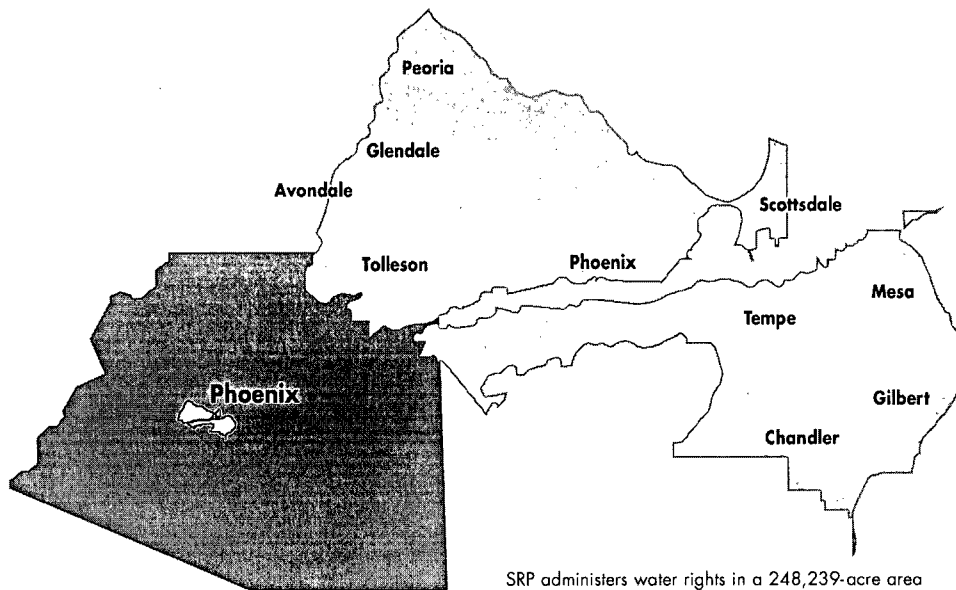 Peoria
Glendale
Avondale
Scottsdale
Tolleson
Phoenix
Mesa
Tempe
Phoenix
Gilbert
Chandler
SRP administers water rights in a 248,239-acre area